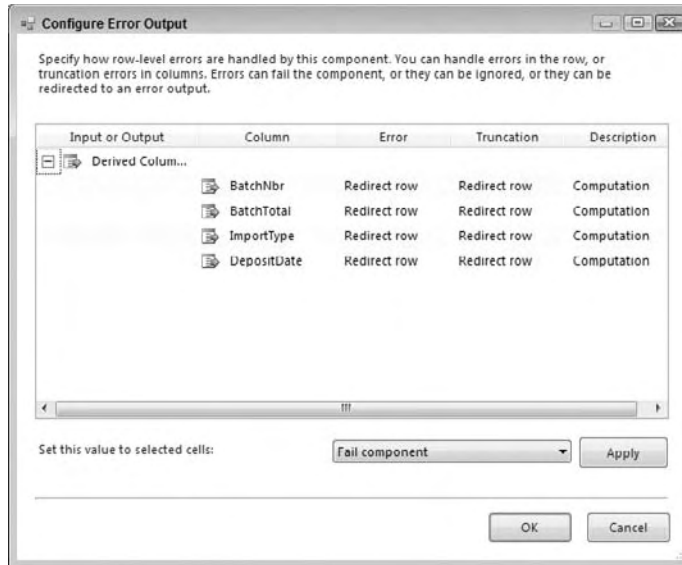 Configure Error Output
Specify how row-level errors are handled by this component. You can handle errors in the row, or
truncation errors in columns. Errors can fail the component, or they can be ignored, or they can be
redirected to an error output.
Input or Output Column Error Truncation Description
Derived Colum...
BatchNbr Redirect row Redirect row Computation
BatchTotal Redirect row Redirect row Computation
ImportType Redirect row Redirect row Computation
DepositDate Redirect row Redirect row Computation
Set this value to selected cells: Fail component Apply
OK Cancel